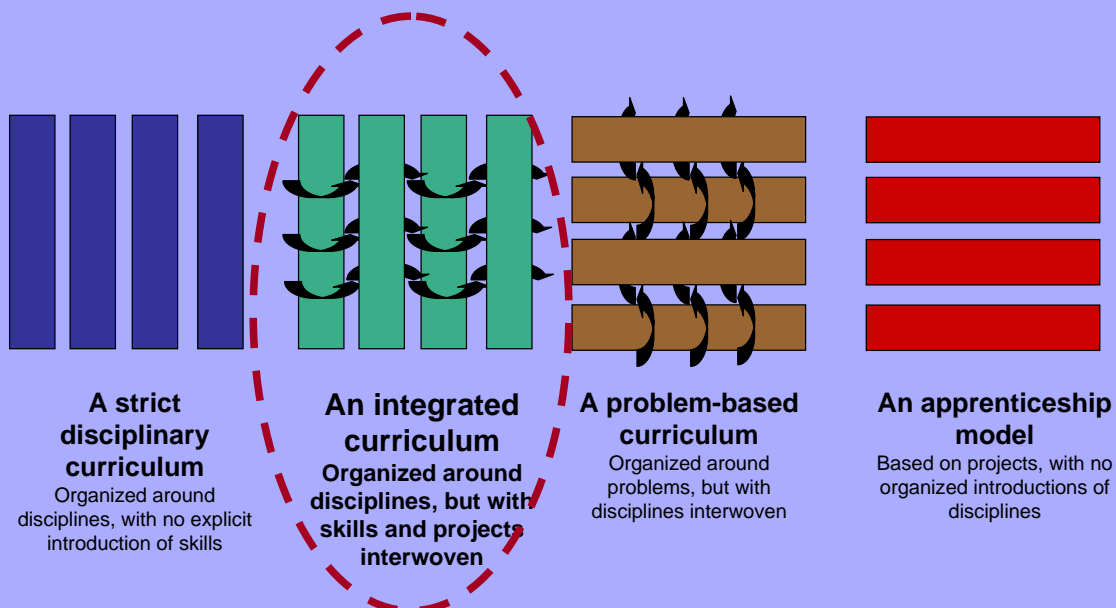 A strict
disciplinary
curriculum
Organized around
disciplines, with no explicit
introduction of skills
An integrated
curriculum
Organized around
disciplines, but with
skills and projects
interwoven
A problem-based
curriculum
Organized around
problems, but with
disciplines interwoven
An apprenticeship
model
Based on projects, with no
organized introductions of
disciplines